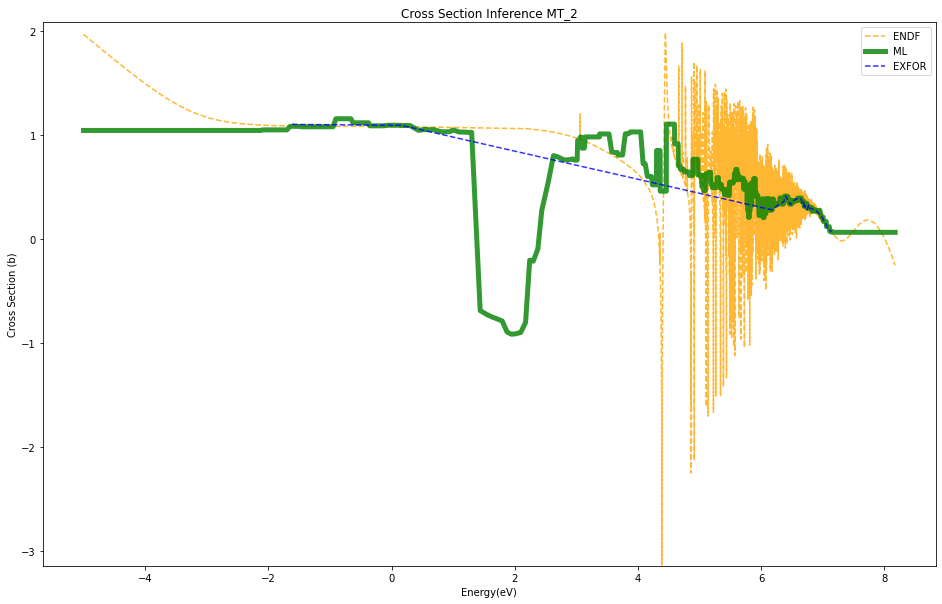 Cross Section Inference MT_2
ENDF
ML
EXFOR
2
1
0
−1
−2
−3
Cross Section (b)
−4
−2
0
2
4
6
8
Energy(eV)